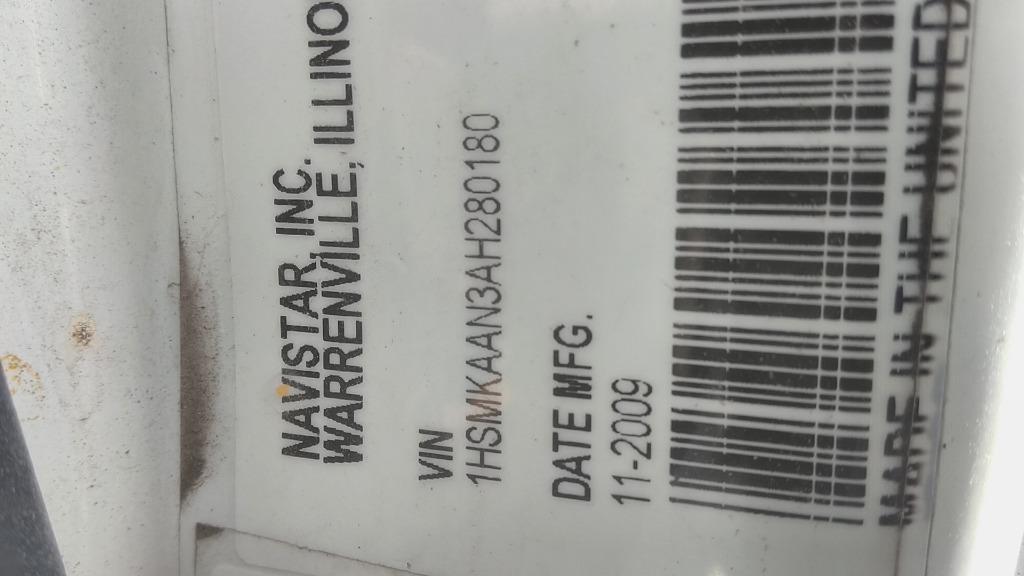 NAVISTAR, INC.
WARRENVILLE, ILLINO
VIN
1HSMKAAN3AH280180
DATE MFG.
11-2009
MADE IN THE UNITED